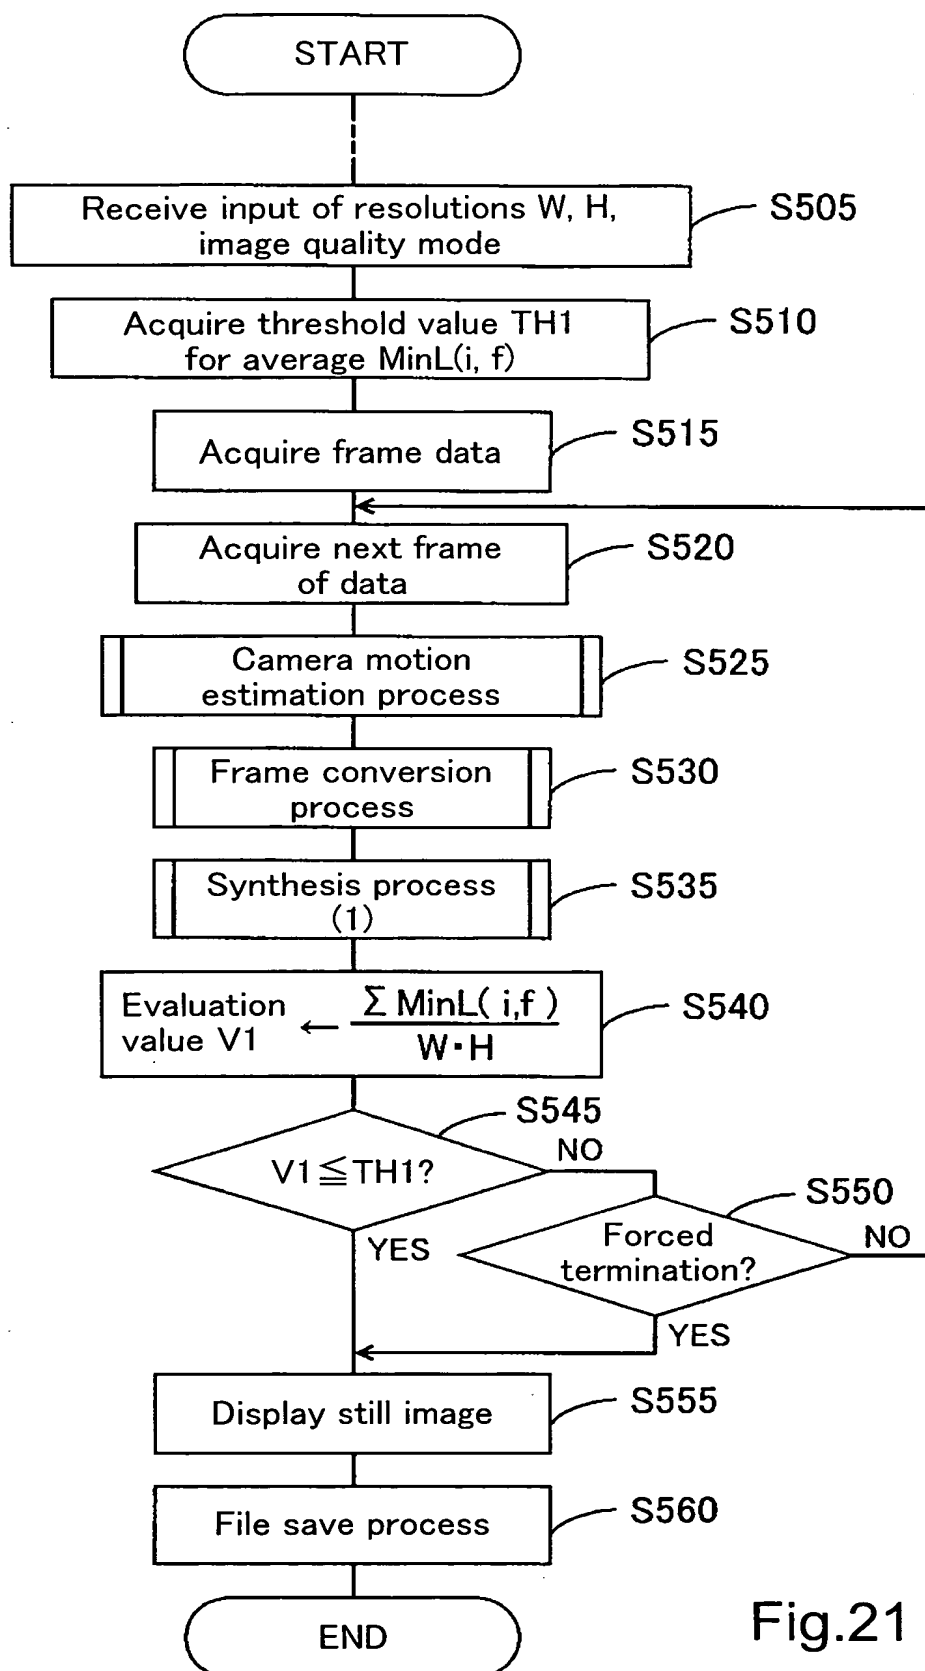 START
Receive input of resolutions W, H,
image quality mode
S505
Acquire threshold value TH1
for average MinL(i, f)
S510
Acquire frame data
S515
Acquire next frame
of data
S520
Camera motion
estimation process
S525
Frame conversion
process
S530
Synthesis process
(1)
S535
Evaluation
value V1 ← Σ MinL( i,f ) / W·H
S540
V1≦TH1?
S545
NO
YES
Forced
termination?
S550
NO
YES
Display still image
S555
File save process
S560
END
Fig.21